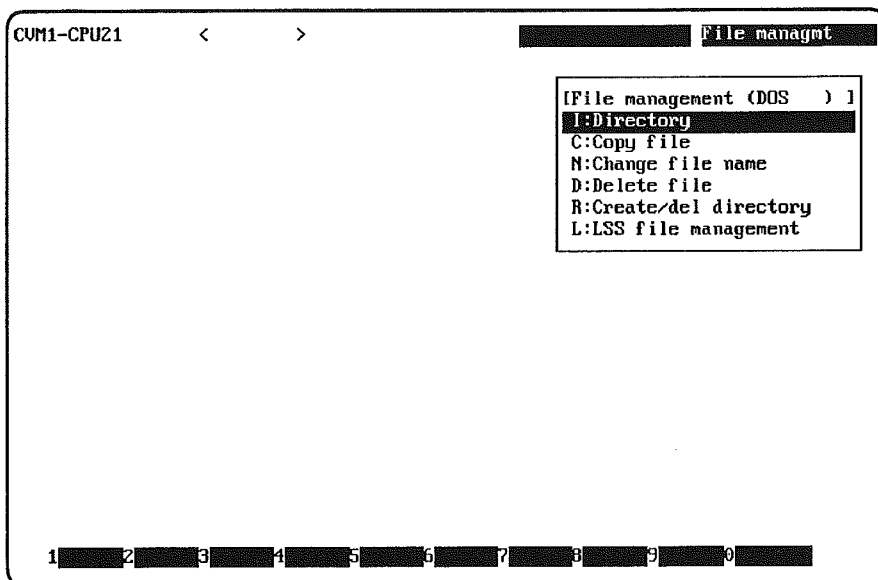 CVM1-CPU21 < > File managmt
[File management (DOS ) ]
I:Directory
C:Copy file
N:Change file name
D:Delete file
R:Create/del directory
L:LSS file management
1 2 3 4 5 6 7 8 9 0